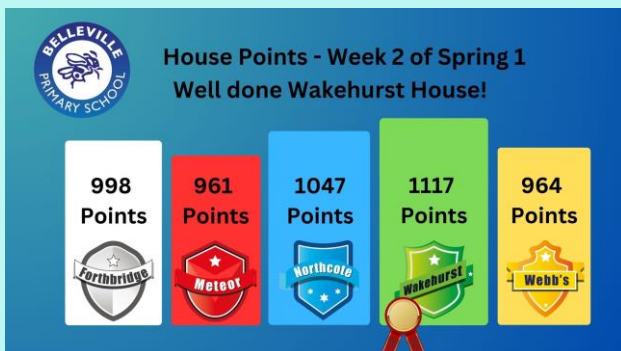 BELLEVILLE
PRIMARY SCHOOL
House Points - Week 2 of Spring 1
Well done Wakehurst House!
998
Points
Forthbridge
961
Points
Meteor
1047
Points
Northcote
1117
Points
Wakehurst
964
Points
Webb's